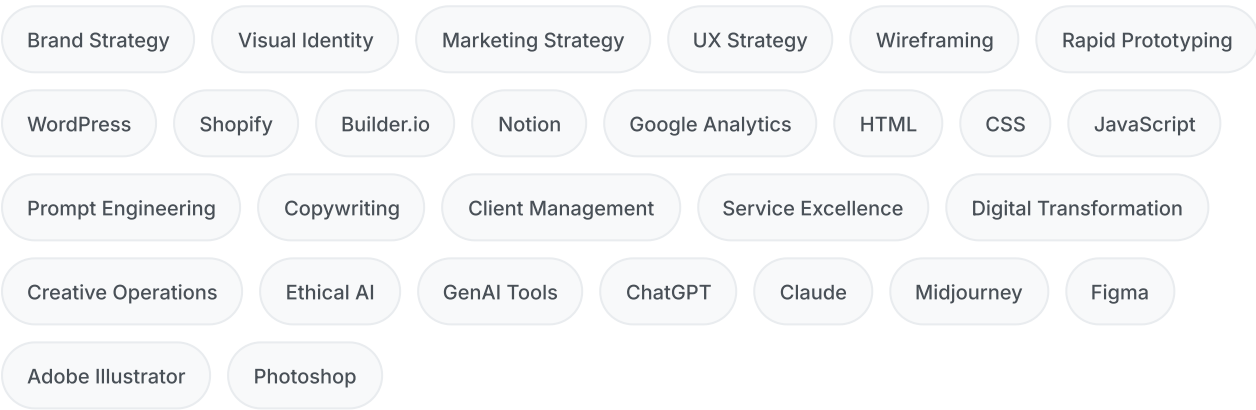 Brand Strategy Visual Identity Marketing Strategy UX Strategy Wireframing Rapid Prototyping
WordPress Shopify Builder.io Notion Google Analytics HTML CSS JavaScript
Prompt Engineering Copywriting Client Management Service Excellence Digital Transformation
Creative Operations Ethical AI GenAI Tools ChatGPT Claude Midjourney Figma
Adobe Illustrator Photoshop